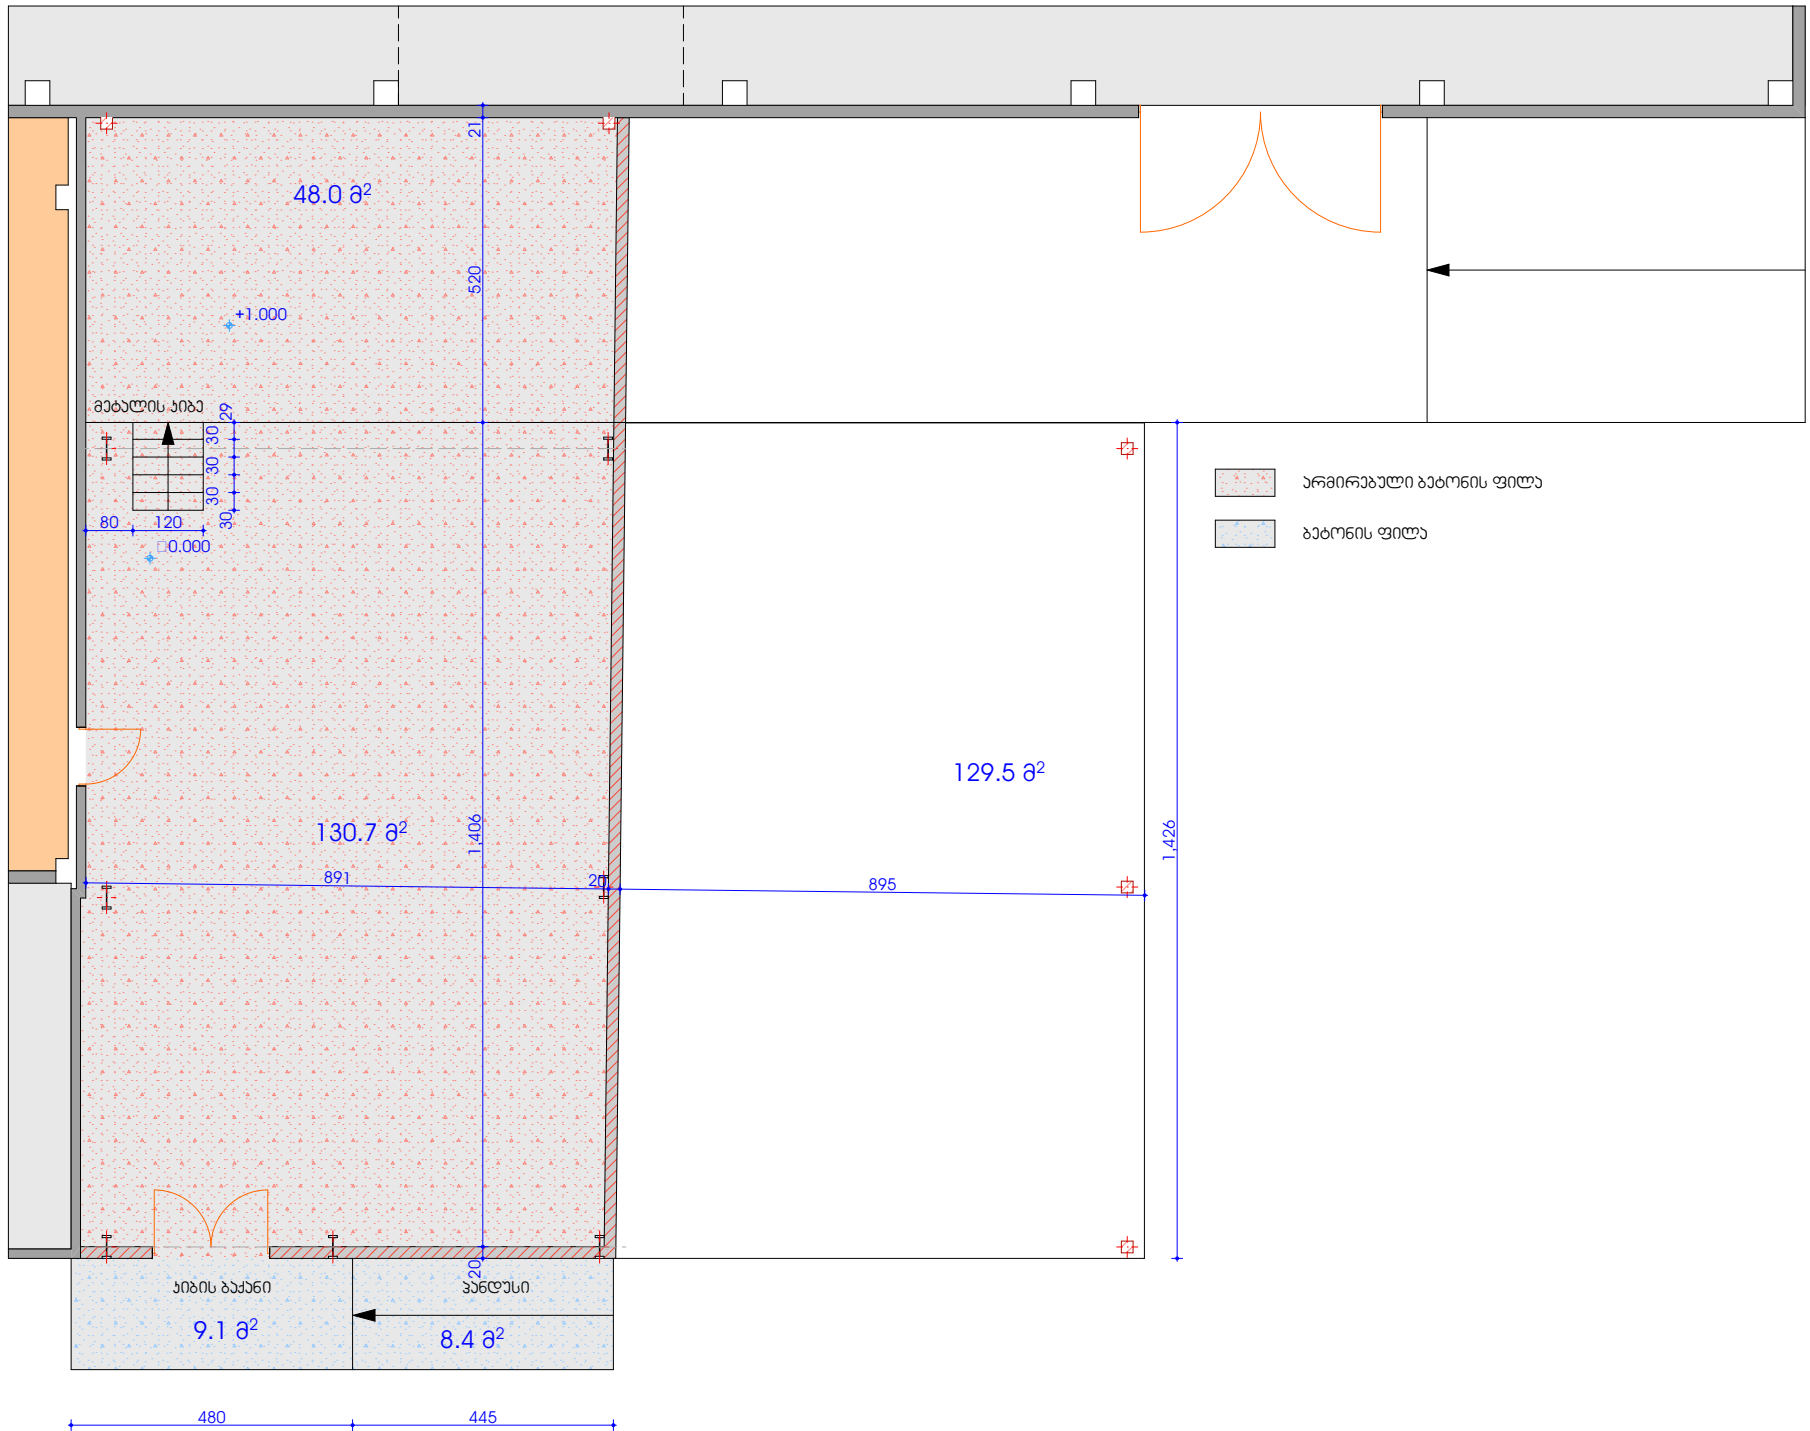 21
48.0 მ²
520
+1.000
მეტალის კიბე
29
30
30
30
30
80
120
0.000
არმირებული ბეტონის ფილა
ბეტონის ფილა
129.5 მ²
130.7 მ²
1,406
1,426
891
20
895
20
კიბის ბაქანი
პანდუსი
9.1 მ²
8.4 მ²
480
445